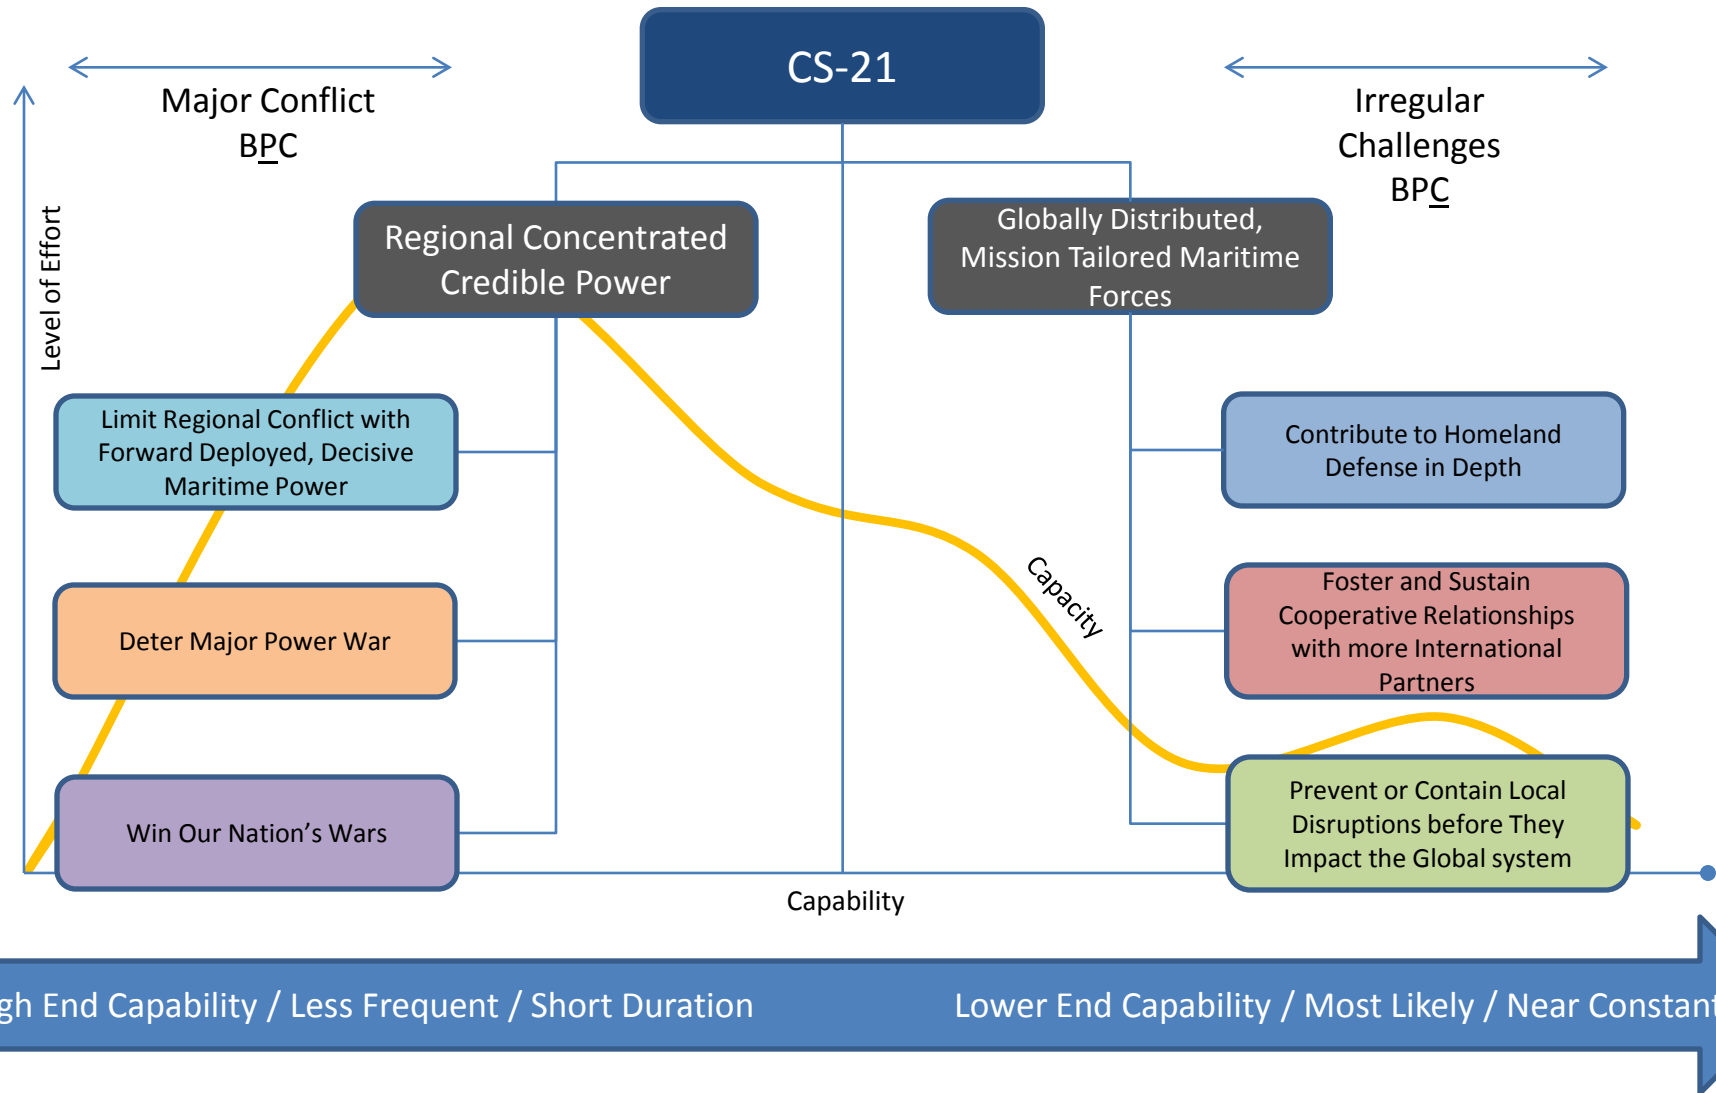 CS-21
Major Conflict
BPC
Irregular
Challenges
BPC
Level of Effort
Regional Concentrated
Credible Power
Globally Distributed,
Mission Tailored Maritime
Forces
Limit Regional Conflict with
Forward Deployed, Decisive
Maritime Power
Contribute to Homeland
Defense in Depth
Capacity
Deter Major Power War
Foster and Sustain
Cooperative Relationships
with more International
Partners
Win Our Nation’s Wars
Prevent or Contain Local
Disruptions before They
Impact the Global system
Capability
gh End Capability / Less Frequent / Short Duration
Lower End Capability / Most Likely / Near Constant